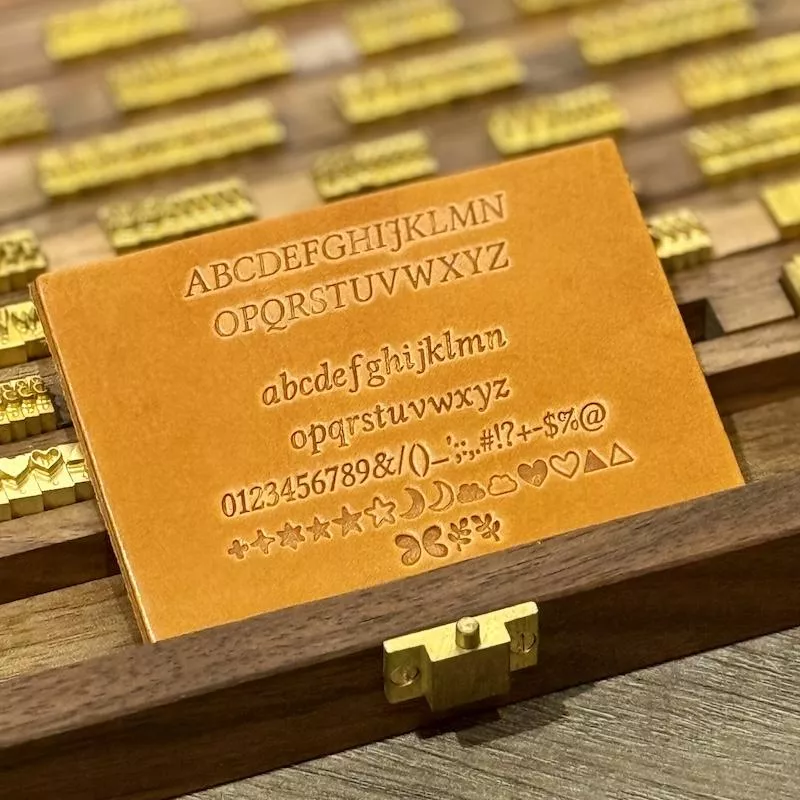 ABCDEFGHIJKLMN
OPQRSTUVWXYZ
abcdefghijklmn
opqrstuvwxyz
0123456789&/()_';:,.#!?+-$%@